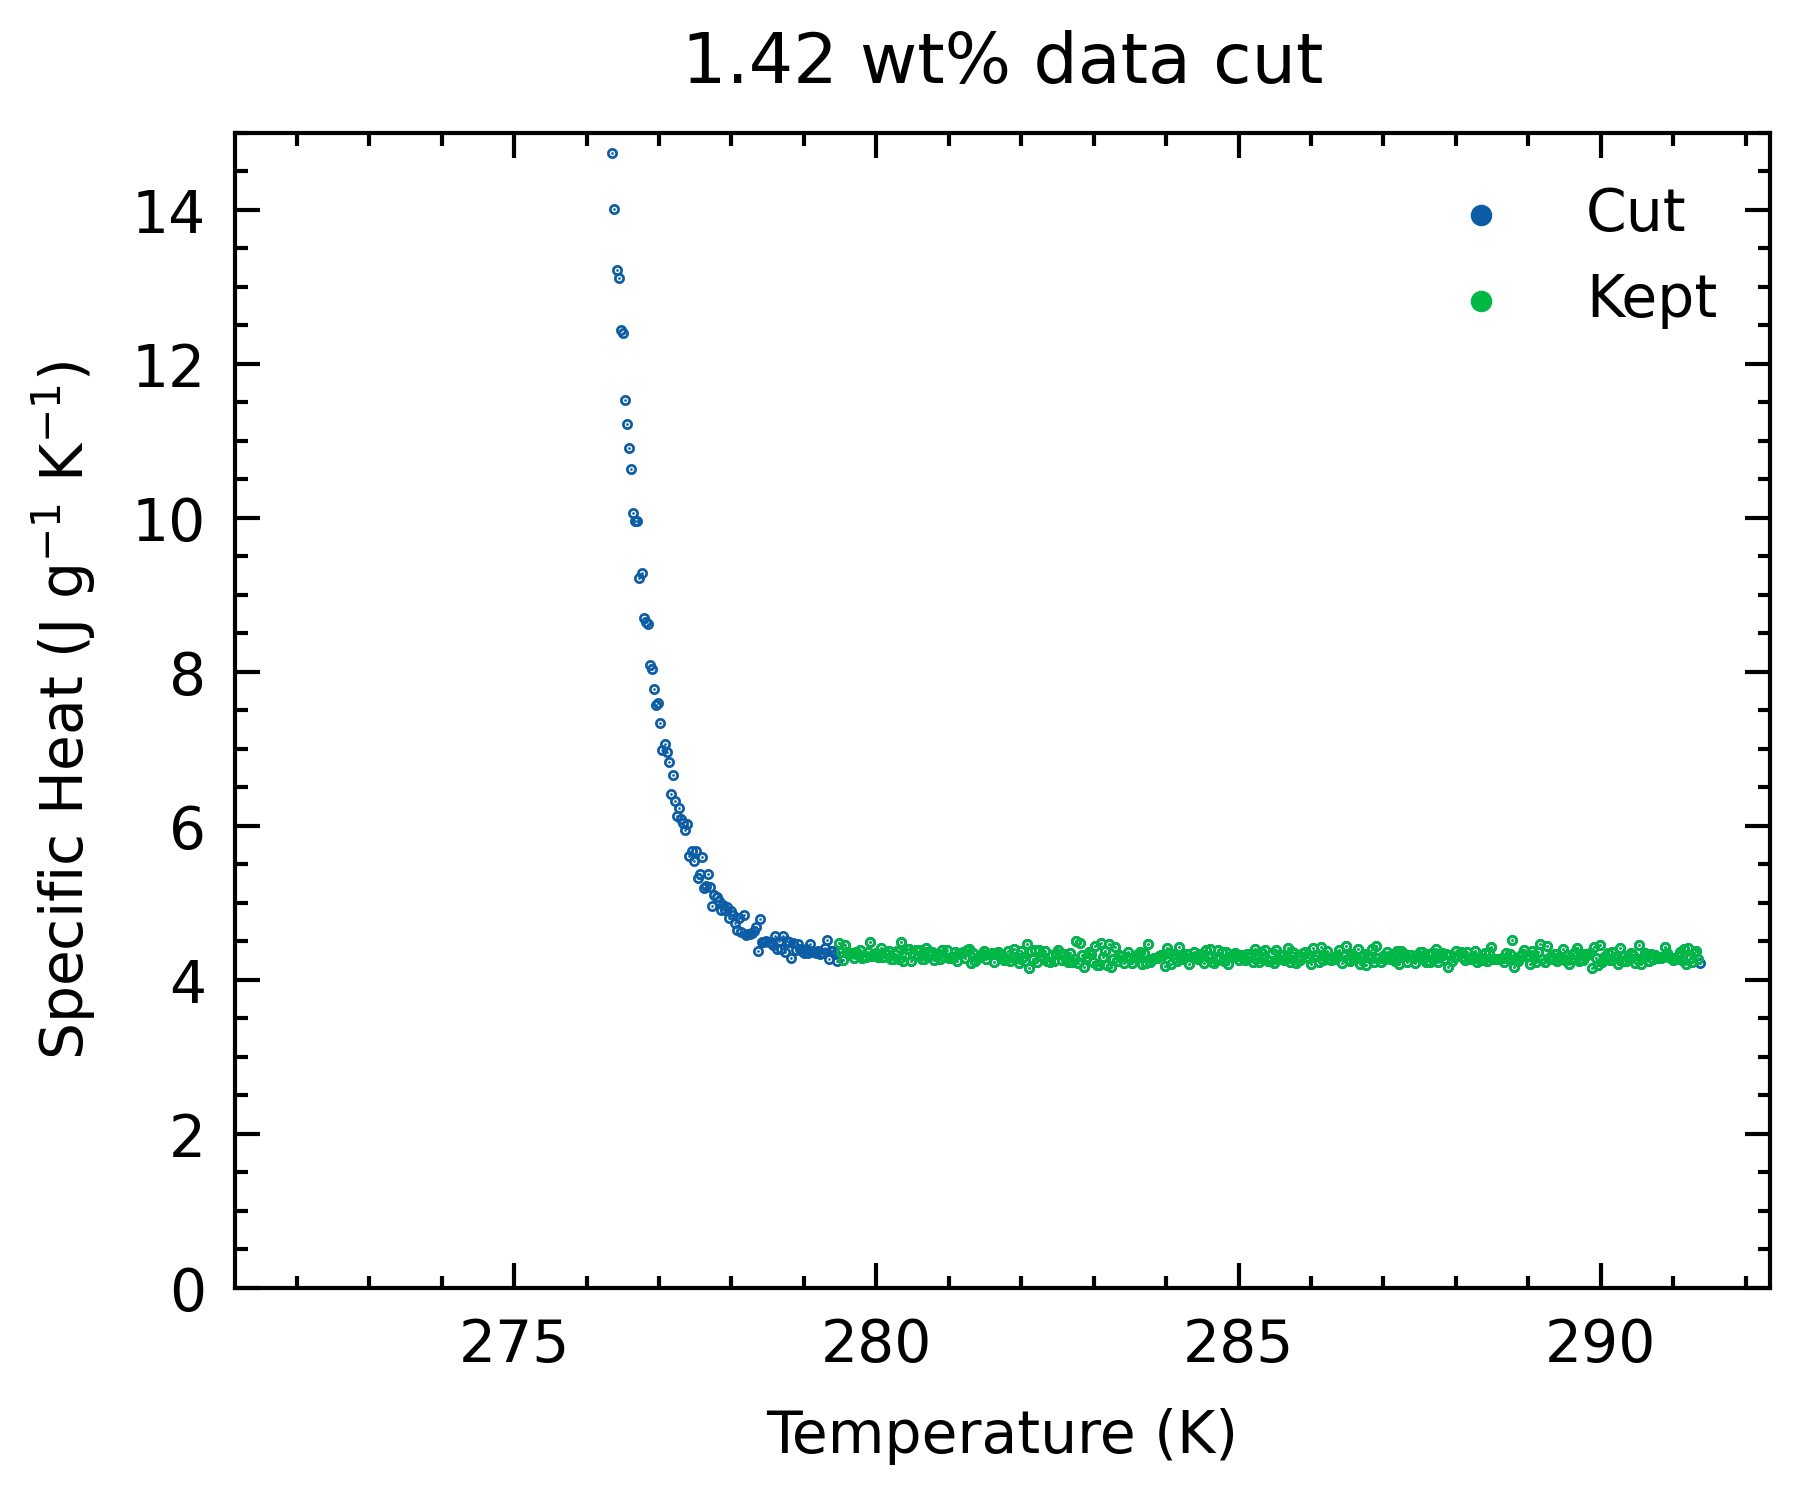 1.42 wt% data cut
Cut
Kept
14
12
10
8
6
4
2
0
Specific Heat (J g⁻¹ K⁻¹)
275 280 285 290
Temperature (K)